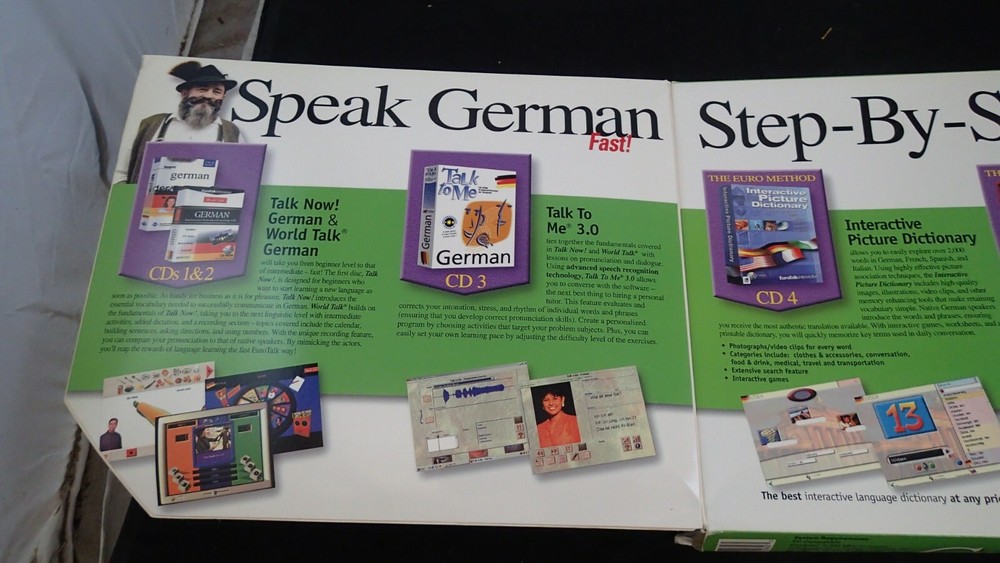 Speak German
Fast!
Step-By-S
german
GERMAN
CDs 1&2
Talk Now!
German &
World Talk®
German
will take you from beginner level to that
of intermediate – fast! The first disc, Talk
Now!, is designed for beginners who
want to start learning a new language as
soon as possible. As handy for business as it is for pleasure, Talk Now! introduces the
essential vocabulary needed to successfully communicate in German. World Talk® builds on
the fundamentals of Talk Now!, taking you to the next linguistic level with intermediate
activities, added dictation, and a recording section – topics covered include the calendar,
building sentences, asking directions, and using numbers. With the unique recording feature,
you can compare your pronunciation to that of native speakers. By mimicking the actors,
you'll reap the rewards of language learning the fast EuroTalk way!
Talk
to Me
German
German
CD 3
Talk To
Me® 3.0
ties together the fundamentals covered
in Talk Now! and World Talk® with
lessons on pronunciation and dialogue.
Using advanced speech recognition
technology, Talk To Me® 3.0 allows
you to converse with the software –
the next best thing to hiring a personal
tutor. This feature evaluates and
corrects your intonation, stress, and rhythm of individual words and phrases
(ensuring that you develop correct pronunciation skills). Create a personalized
program by choosing activities that target your problem subjects. Plus, you can
easily set your own learning pace by adjusting the difficulty level of the exercises.
THE EURO METHOD
Interactive
Picture
Dictionary
Interactive Picture Dictionary
CD 4
Interactive
Picture Dictionary
allows you to easily explore over 2,000
words in German, French, Spanish, and
Italian. Using highly effective picture
association techniques, the Interactive
Picture Dictionary includes high-quality
images, illustrations, video clips, and other
memory enhancing tools that make retaining
vocabulary simple. Native German speakers
introduce the words and phrases, ensuring
you receive the most authentic translation available. With interactive games, worksheets, and a
printable dictionary, you will quickly memorize key terms used in daily conversation.
• Photographs/video clips for every word
• Categories include: clothes & accessories, conversation,
food & drink, medical, travel and transportation
• Extensive search feature
• Interactive games
13
The best interactive language dictionary at any pri
System Requirements